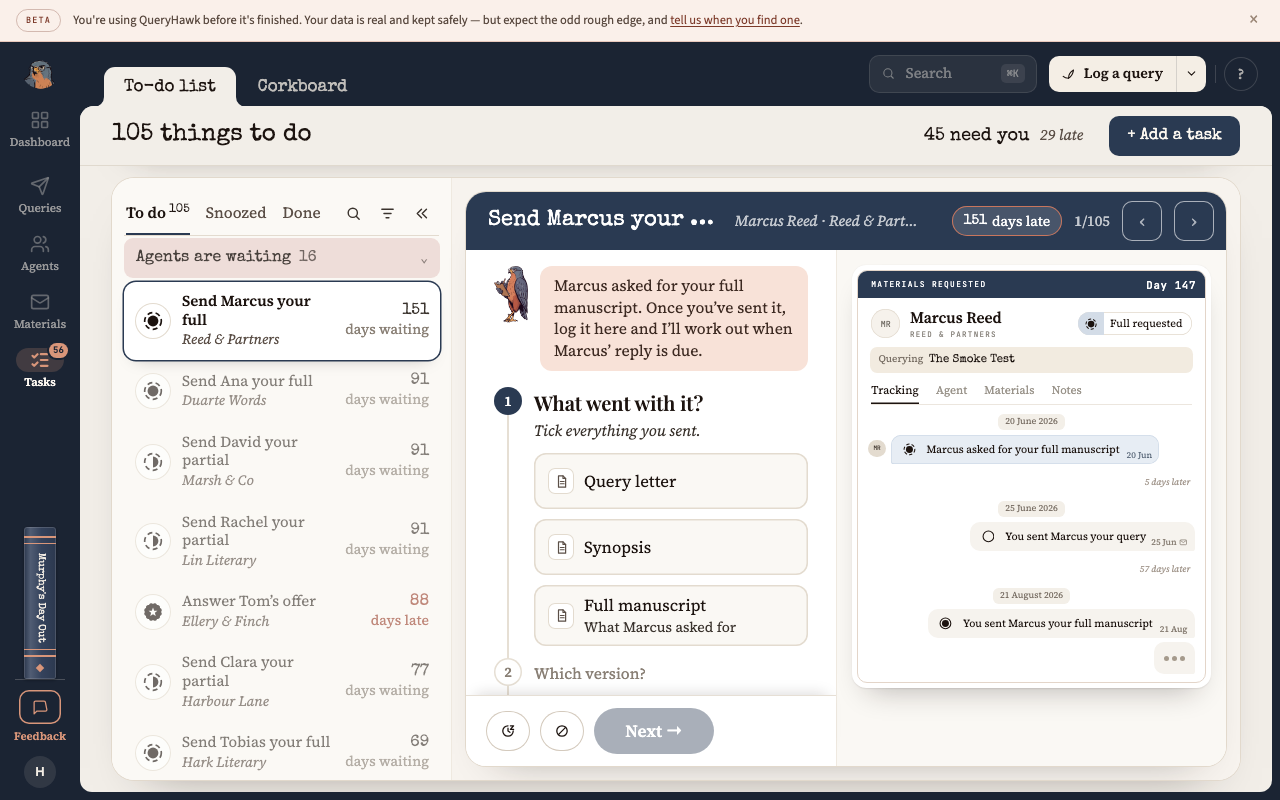 BETA
You're using QueryHawk before it's finished. Your data is real and kept safely — but expect the odd rough edge, and tell us when you find one.
×
To-do list
Corkboard
Search
⌘K
Log a query
?
Dashboard
Queries
Agents
Materials
56
Tasks
Murphy's Day Out
Feedback
H
105 things to do
45 need you
29 late
+ Add a task
To do 105
Snoozed
Done
Agents are waiting 16
Send Marcus your full
Reed & Partners
151
days waiting
Send Ana your full
Duarte Words
91
days waiting
Send David your partial
Marsh & Co
91
days waiting
Send Rachel your partial
Lin Literary
91
days waiting
Answer Tom's offer
Ellery & Finch
88
days late
Send Clara your partial
Harbour Lane
77
days waiting
Send Tobias your full
Hark Literary
69
days waiting
Send Marcus your ...
Marcus Reed · Reed & Part...
151 days late
1/105
Marcus asked for your full
manuscript. Once you've sent it,
log it here and I'll work out when
Marcus' reply is due.
1
What went with it?
Tick everything you sent.
Query letter
Synopsis
Full manuscript
What Marcus asked for
2
Which version?
Next →
MATERIALS REQUESTED
Day 147
MR
Marcus Reed
REED & PARTNERS
Full requested
Querying The Smoke Test
Tracking
Agent
Materials
Notes
20 June 2026
MR
Marcus asked for your full manuscript
20 Jun
5 days later
25 June 2026
You sent Marcus your query
25 Jun
57 days later
21 August 2026
You sent Marcus your full manuscript
21 Aug